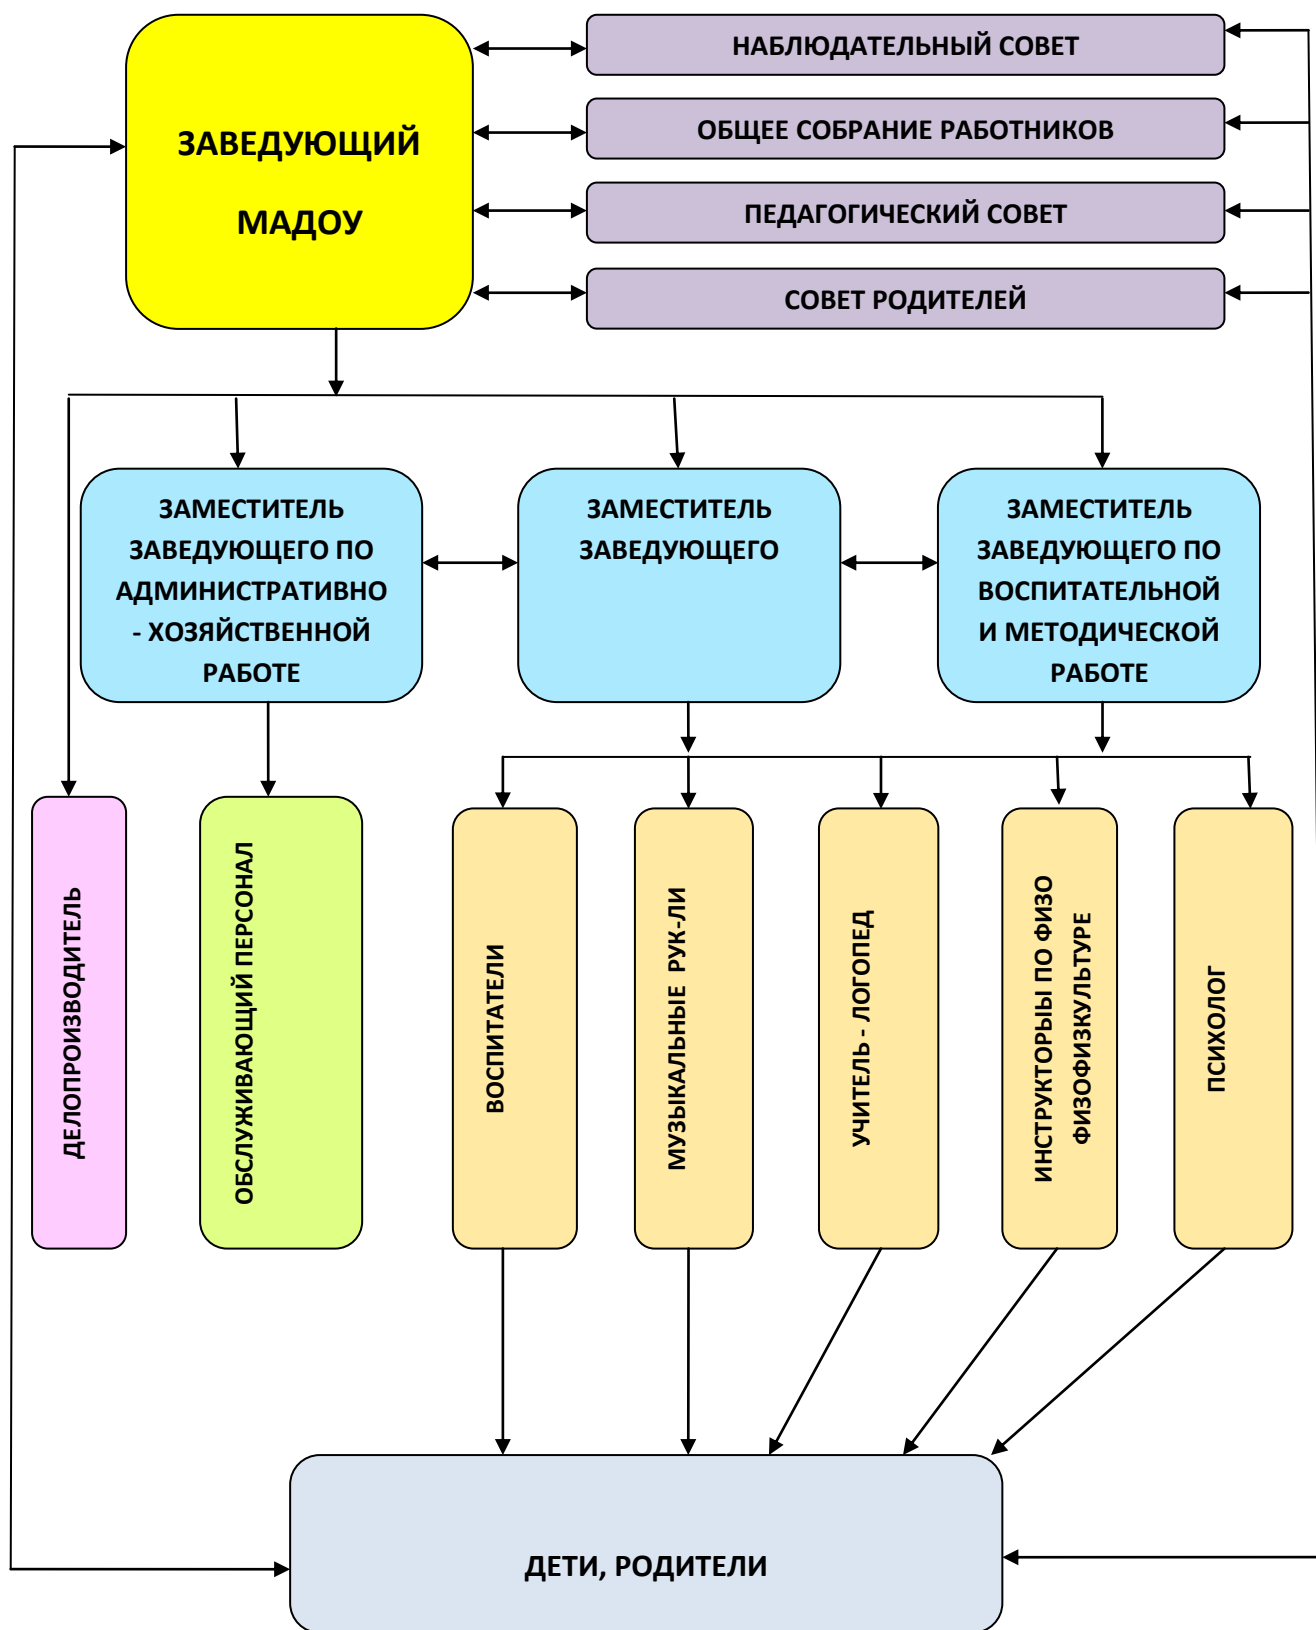 ЗАВЕДУЮЩИЙ
МАДОУ
НАБЛЮДАТЕЛЬНЫЙ СОВЕТ
ОБЩЕЕ СОБРАНИЕ РАБОТНИКОВ
ПЕДАГОГИЧЕСКИЙ СОВЕТ
СОВЕТ РОДИТЕЛЕЙ
ЗАМЕСТИТЕЛЬ
ЗАВЕДУЮЩЕГО ПО
АДМИНИСТРАТИВНО
- ХОЗЯЙСТВЕННОЙ
РАБОТЕ
ЗАМЕСТИТЕЛЬ
ЗАВЕДУЮЩЕГО
ЗАМЕСТИТЕЛЬ
ЗАВЕДУЮЩЕГО ПО
ВОСПИТАТЕЛЬНОЙ
И МЕТОДИЧЕСКОЙ
РАБОТЕ
ДЕЛОПРОИЗВОДИТЕЛЬ
ОБСЛУЖИВАЮЩИЙ ПЕРСОНАЛ
ВОСПИТАТЕЛИ
МУЗЫКАЛЬНЫЕ РУК-ЛИ
УЧИТЕЛЬ - ЛОГОПЕД
ИНСТРУКТОРЫЫ ПО ФИЗО
ФИЗОФИЗКУЛЬТУРЕ
ПСИХОЛОГ
ДЕТИ, РОДИТЕЛИ